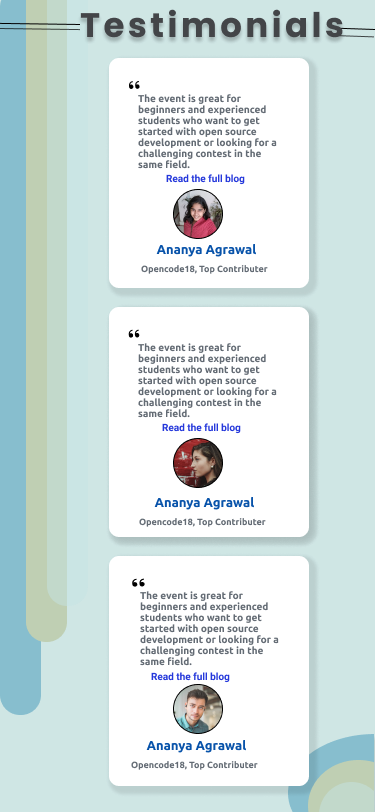 Testimonials
“
The event is great for
beginners and experienced
students who want to get
started with open source
development or looking for a
challenging contest in the
same field.
Read the full blog
Ananya Agrawal
Opencode18, Top Contributer
“
The event is great for
beginners and experienced
students who want to get
started with open source
development or looking for a
challenging contest in the
same field.
Read the full blog
Ananya Agrawal
Opencode18, Top Contributer
“
The event is great for
beginners and experienced
students who want to get
started with open source
development or looking for a
challenging contest in the
same field.
Read the full blog
Ananya Agrawal
Opencode18, Top Contributer